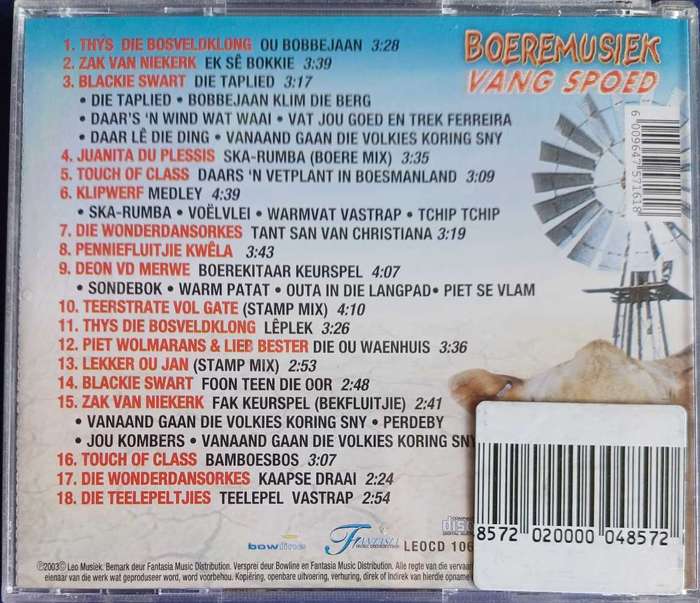 BOEREMUSIEK
VANG SPOED
1. THYS DIE BOSVELDKLONG OU BOBBEJAAN 3:28
2. ZAK VAN NIEKERK EK SÊ BOKKIE 3:39
3. BLACKIE SWART DIE TAPLIED 3:17
• DIE TAPLIED • BOBBEJAAN KLIM DIE BERG
• DAAR'S 'N WIND WAT WAAI • VAT JOU GOED EN TREK FERREIRA
• DAAR LÊ DIE DING • VANAAND GAAN DIE VOLKIES KORING SNY
4. JUANITA DU PLESSIS SKA-RUMBA (BOERE MIX) 3:35
5. TOUCH OF CLASS DAARS 'N VETPLANT IN BOESMANLAND 3:09
6. KLIPWERF MEDLEY 4:39
• SKA-RUMBA • VOËLVLEI • WARMVAT VASTRAP • TCHIP TCHIP
7. DIE WONDERDANSORKES TANT SAN VAN CHRISTIANA 3:19
8. PENNIEFLUITJIE KWÊLA 3:43
9. DEON VD MERWE BOEREKITAAR KEURSPEL 4:07
• SONDEBOK • WARM PATAT • OUTA IN DIE LANGPAD • PIET SE VLAM
10. TEERSTRATE VOL GATE (STAMP MIX) 4:10
11. THYS DIE BOSVELDKLONG LÊPLEK 3:26
12. PIET WOLMARANS & LIEB BESTER DIE OU WAENHUIS 3:36
13. LEKKER OU JAN (STAMP MIX) 2:53
14. BLACKIE SWART FOON TEEN DIE OOR 2:48
15. ZAK VAN NIEKERK FAK KEURSPEL (BEKFLUITJIE) 2:41
• VANAAND GAAN DIE VOLKIES KORING SNY • PERDEBY
• JOU KOMBERS • VANAAND GAAN DIE VOLKIES KORING SNY
16. TOUCH OF CLASS BAMBOESBOS 3:07
17. DIE WONDERDANSORKES KAAPSE DRAAI 2:24
18. DIE TEELEPELTJIES TEELEPEL VASTRAP 2:54
6 009647 571618
8572 020000 048572
bowline
FANTASIA
LEOCD 106
℗2003© Leo Musiek. Bemark deur Fantasia Music Distribution. Versprei deur Bowline en Fantasia Music Distribution. Alle regte van die
eienaar van die werk wat geproduseer word, word voorbehou. Kopiëring, openbare uitvoering, verhuring, direk of indirek van hierdie opname